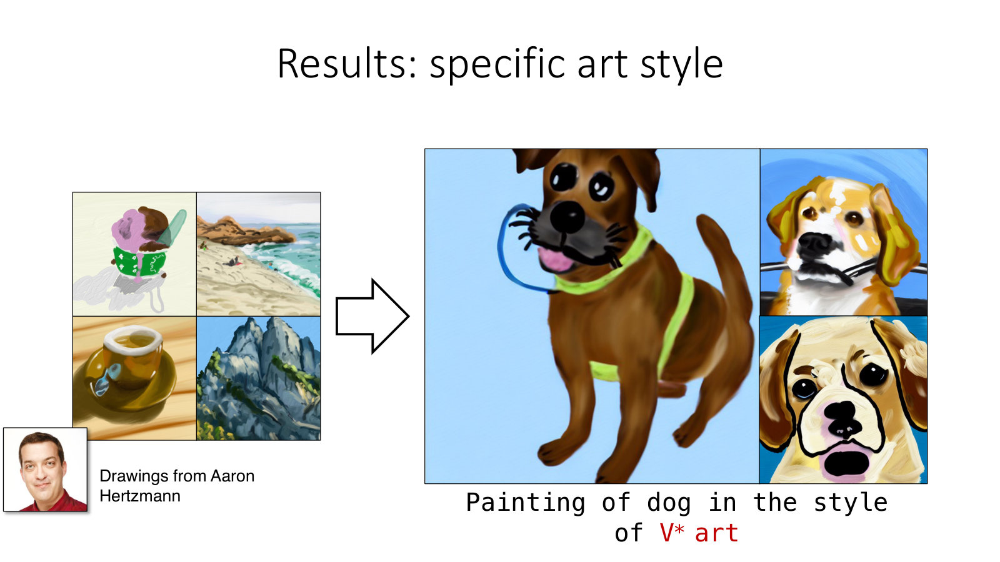 Results: specific art style
Drawings from Aaron
Hertzmann
Painting of dog in the style
of V* art